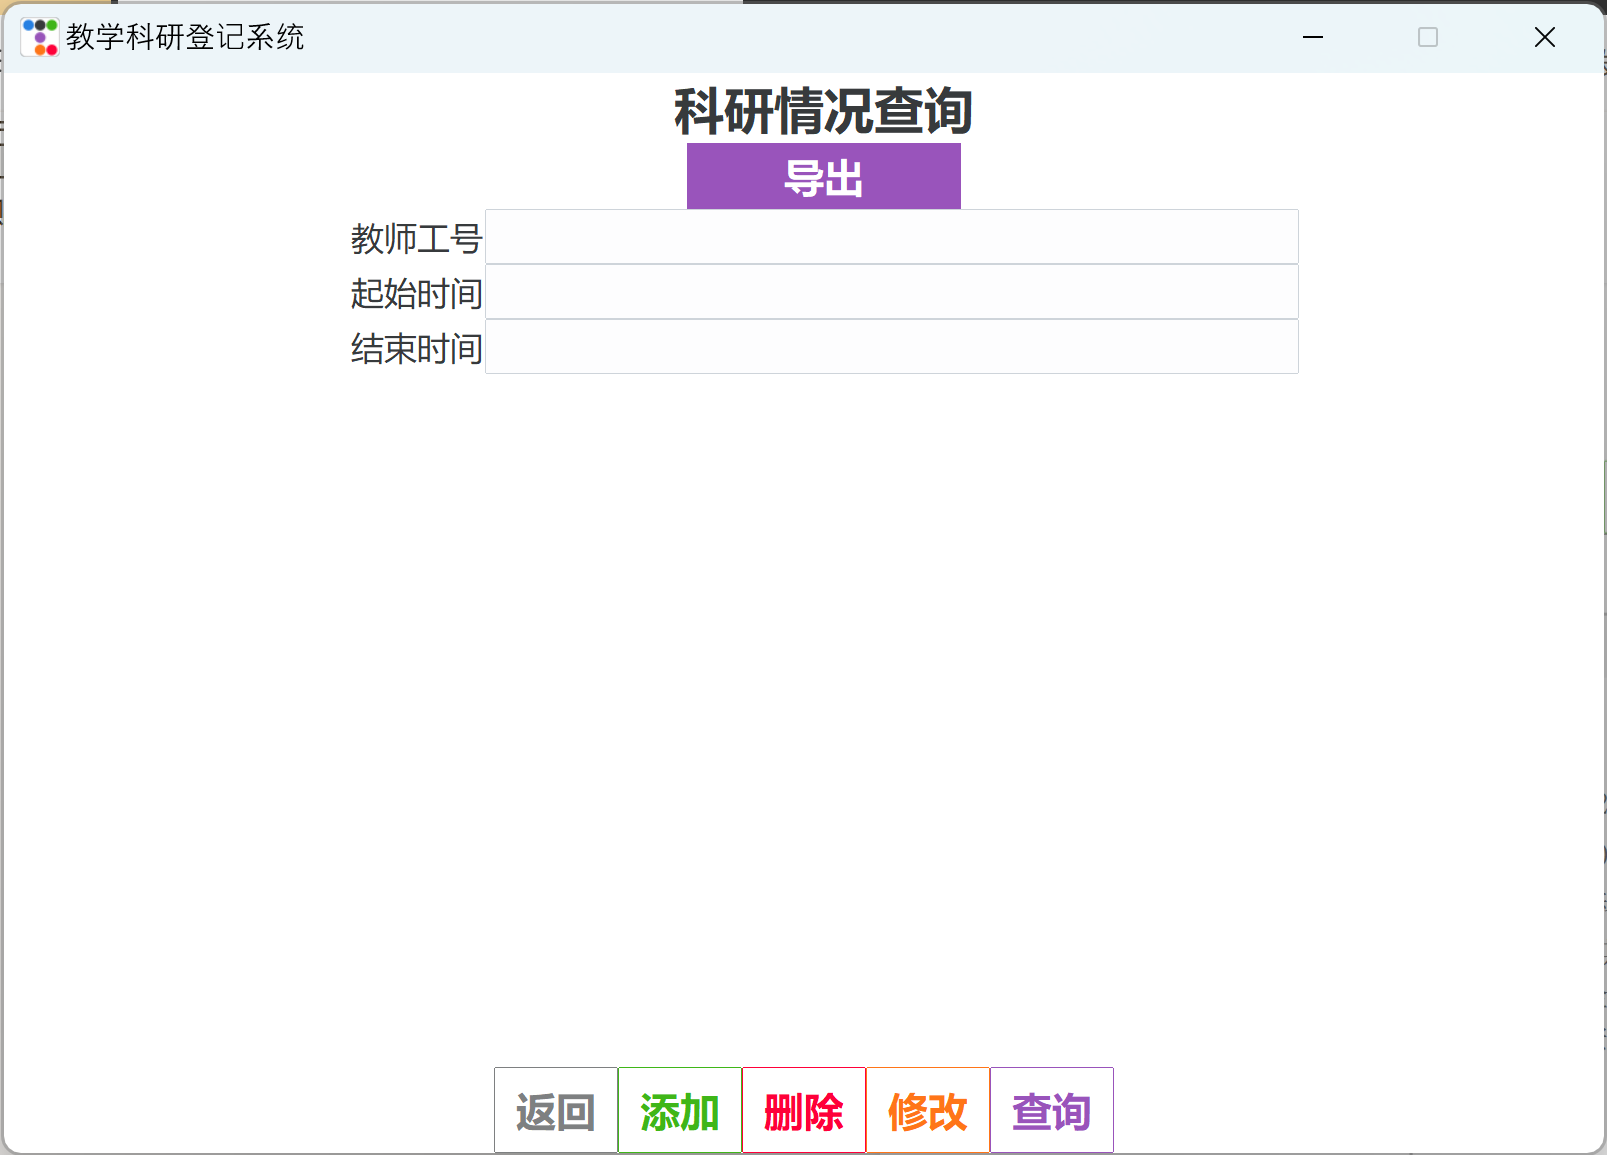 教学科研登记系统
科研情况查询
导出
教师工号
起始时间
结束时间
返回 添加 删除 修改 查询